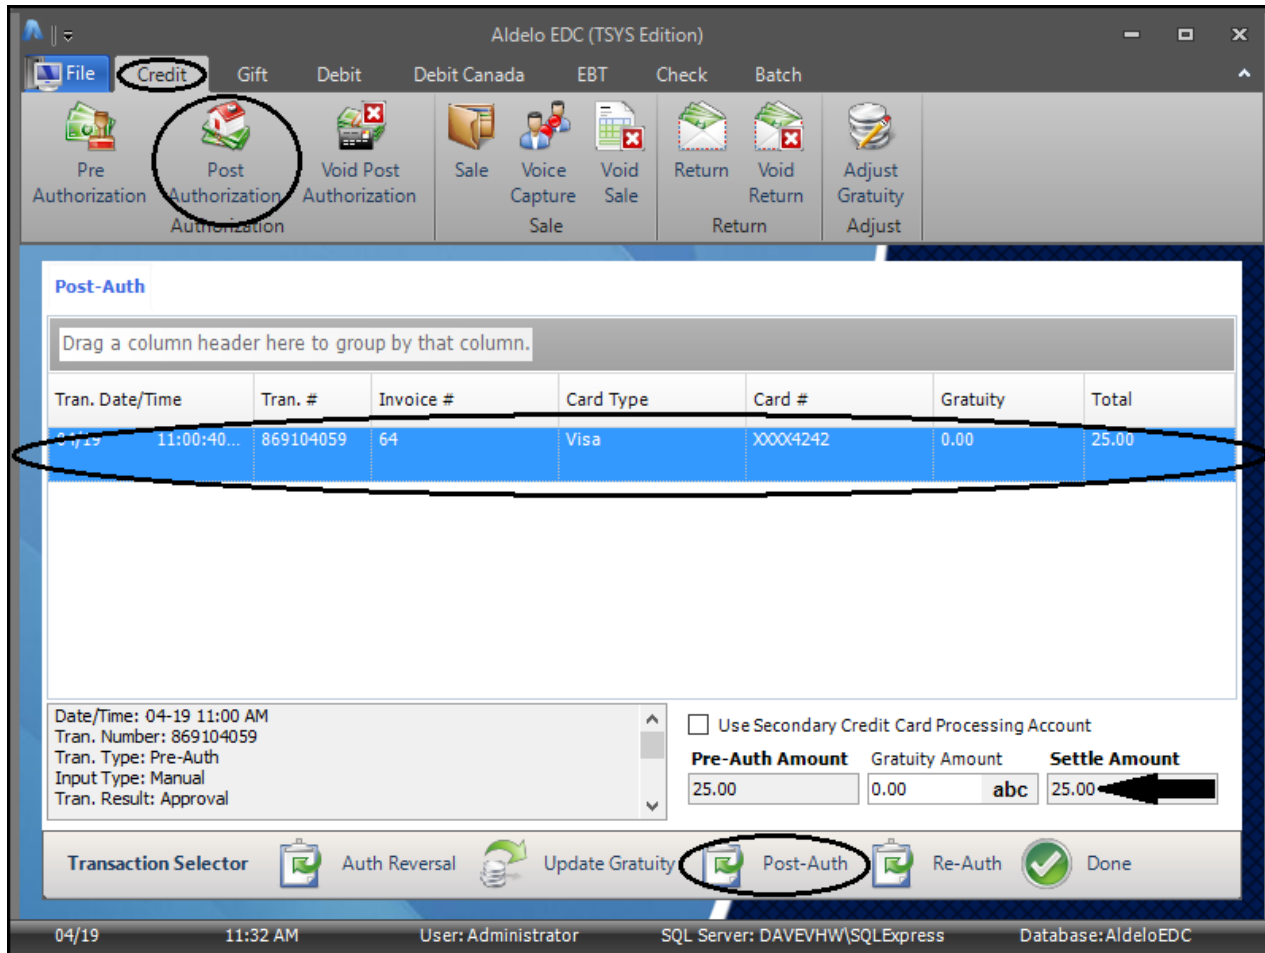 Aldelo EDC (TSYS Edition)
File Credit Gift Debit Debit Canada EBT Check Batch
Pre Authorization
Post Authorization
Void Post Authorization
Authorization
Sale
Voice Capture
Void Sale
Sale
Return
Void Return
Return
Adjust Gratuity
Adjust
Post-Auth
Drag a column header here to group by that column.
Tran. Date/Time Tran. # Invoice # Card Type Card # Gratuity Total
04/19 11:00:40... 869104059 64 Visa XXXX4242 0.00 25.00
Date/Time: 04-19 11:00 AM
Tran. Number: 869104059
Tran. Type: Pre-Auth
Input Type: Manual
Tran. Result: Approval
Use Secondary Credit Card Processing Account
Pre-Auth Amount Gratuity Amount Settle Amount
25.00 0.00 abc 25.00
Transaction Selector Auth Reversal Update Gratuity Post-Auth Re-Auth Done
04/19 11:32 AM User: Administrator SQL Server: DAVEVHW\SQLExpress Database: AldeloEDC